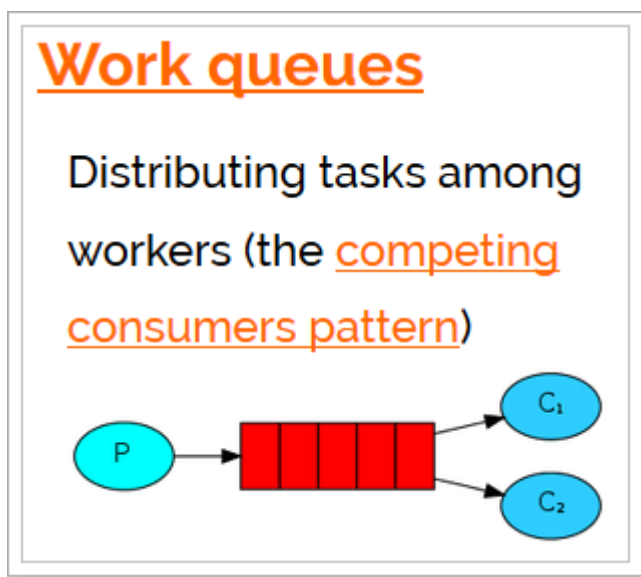 Work queues
Distributing tasks among
workers (the competing
consumers pattern)
P
C₁
C₂